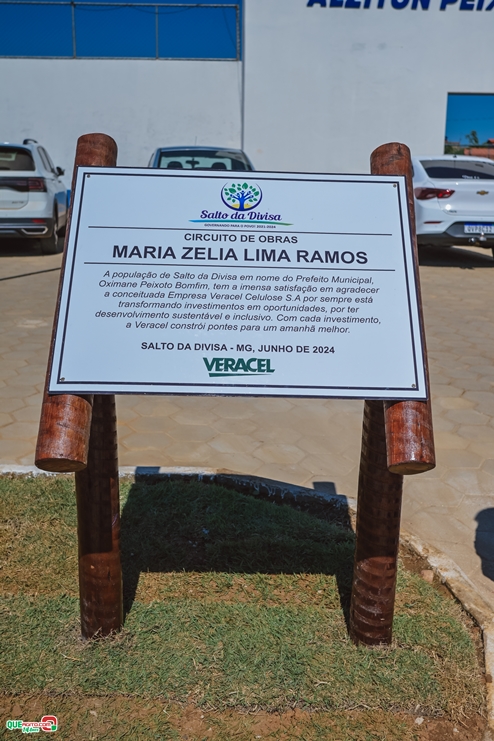 ALZITON PEIX
Salto da Divisa
GOVERNANDO PARA O POVO! 2021-2024
CIRCUITO DE OBRAS
MARIA ZELIA LIMA RAMOS
A população de Salto da Divisa em nome do Prefeito Municipal,
Oximane Peixoto Bomfim, tem a imensa satisfação em agradecer
a conceituada Empresa Veracel Celulose S.A por sempre está
transformando investimentos em oportunidades, por ter
desenvolvimento sustentável e inclusivo. Com cada investimento,
a Veracel constrói pontes para um amanhã melhor.
SALTO DA DIVISA - MG, JUNHO DE 2024
VERACEL